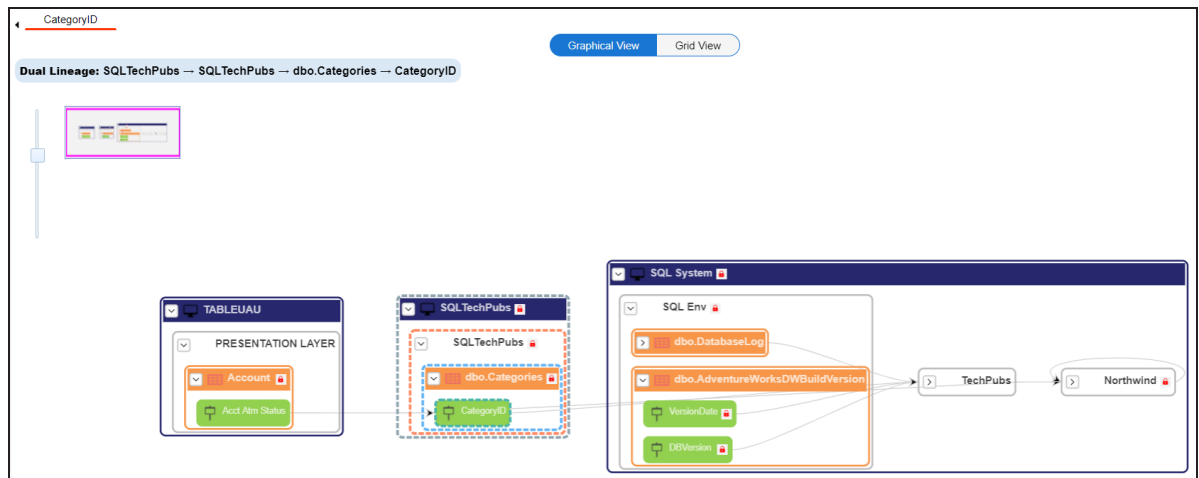 CategoryID
Graphical View
Grid View
Dual Lineage: SQLTechPubs → SQLTechPubs → dbo.Categories → CategoryID
TABLEUAU
PRESENTATION LAYER
Account
Acct Atm Status
SQLTechPubs
SQLTechPubs
dbo.Categories
CategoryID
SQL System
SQL Env
dbo.DatabaseLog
dbo.AdventureWorksDWBuildVersion
VersionDate
DBVersion
TechPubs
Northwind